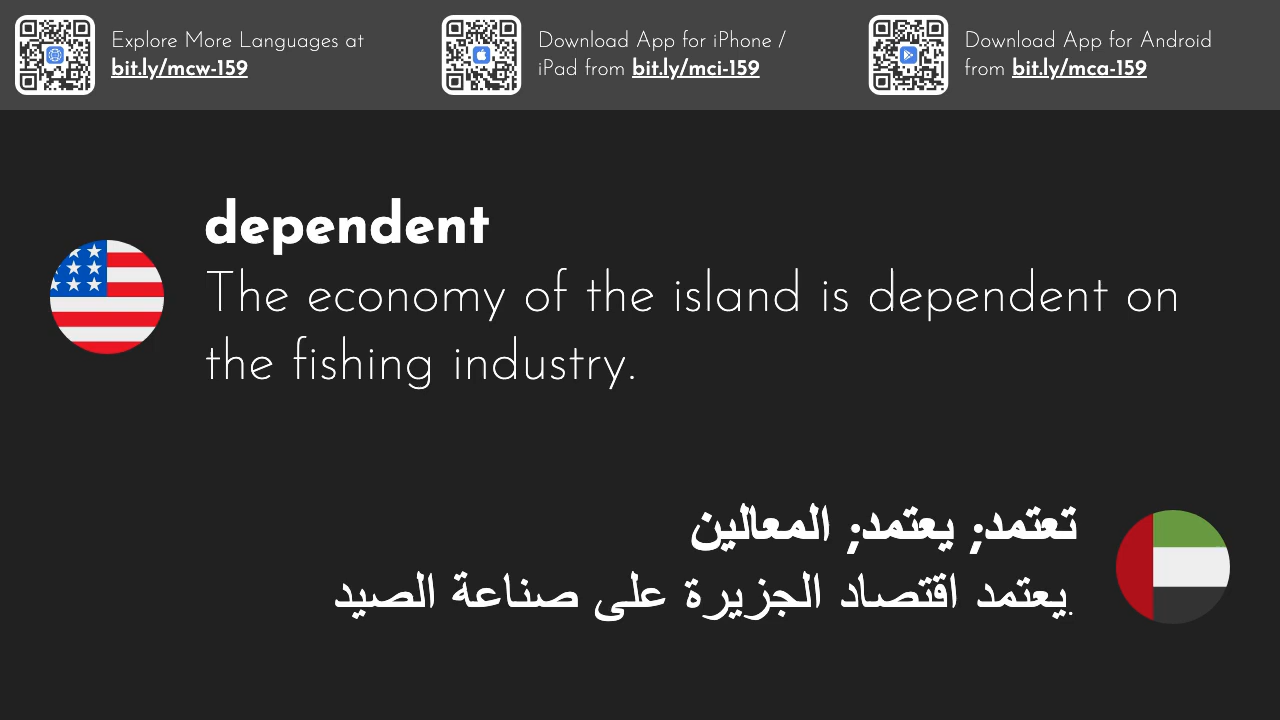 Explore More Languages at
bit.ly/mcw-159
Download App for iPhone /
iPad from bit.ly/mci-159
Download App for Android
from bit.ly/mca-159
dependent
The economy of the island is dependent on
the fishing industry.
تعتمد; يعتمد; المعالين
يعتمد اقتصاد الجزيرة على صناعة الصيد.